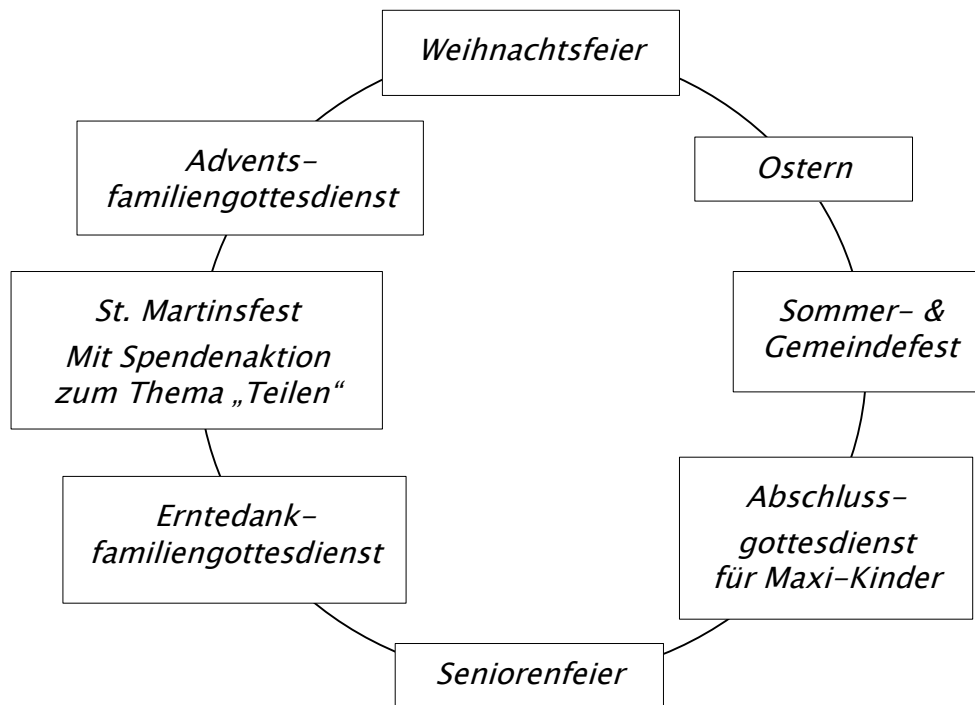 Weihnachtsfeier
Ostern
Sommer- &
Gemeindefest
Abschluss-
gottesdienst
für Maxi-Kinder
Seniorenfeier
Erntedank-
familiengottesdienst
St. Martinsfest
Mit Spendenaktion
zum Thema „Teilen“
Advents-
familiengottesdienst